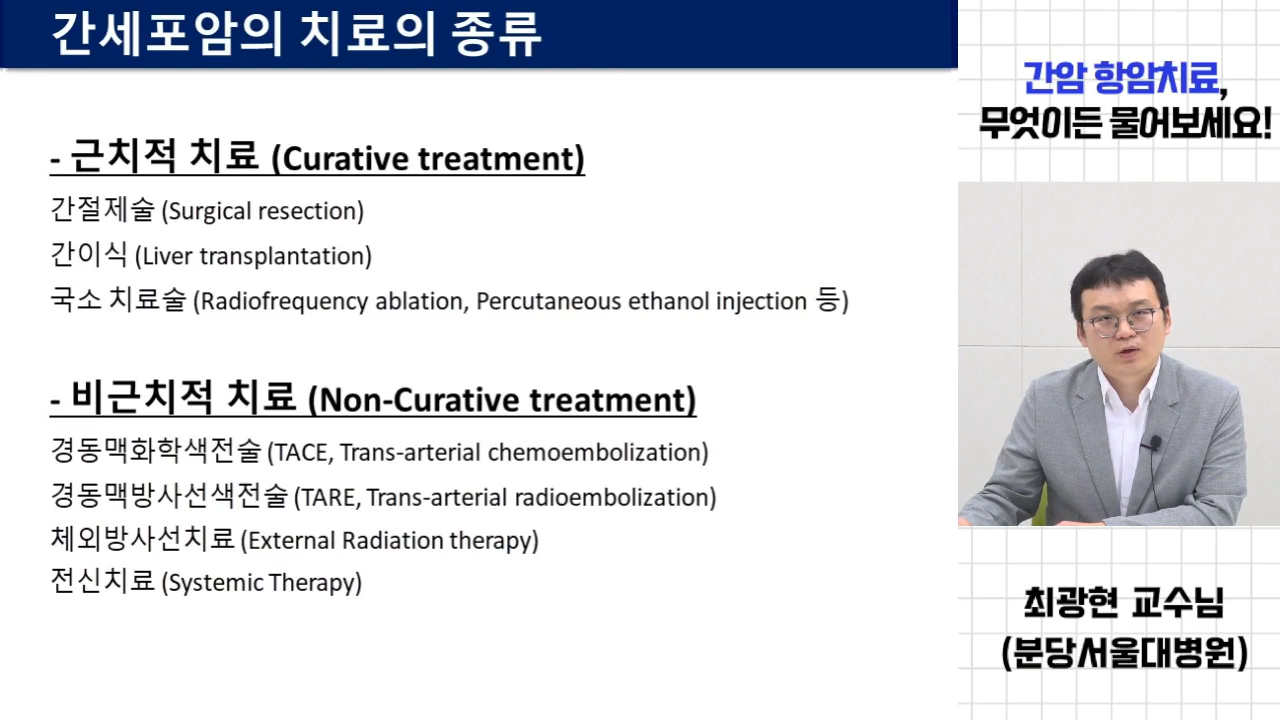 간세포암의 치료의 종류
- 근치적 치료 (Curative treatment)
간절제술 (Surgical resection)
간이식 (Liver transplantation)
국소 치료술 (Radiofrequency ablation, Percutaneous ethanol injection 등)
- 비근치적 치료 (Non-Curative treatment)
경동맥화학색전술 (TACE, Trans-arterial chemoembolization)
경동맥방사선색전술 (TARE, Trans-arterial radioembolization)
체외방사선치료 (External Radiation therapy)
전신치료 (Systemic Therapy)
간암 항암치료,
무엇이든 물어보세요!
최광현 교수님
(분당서울대병원)